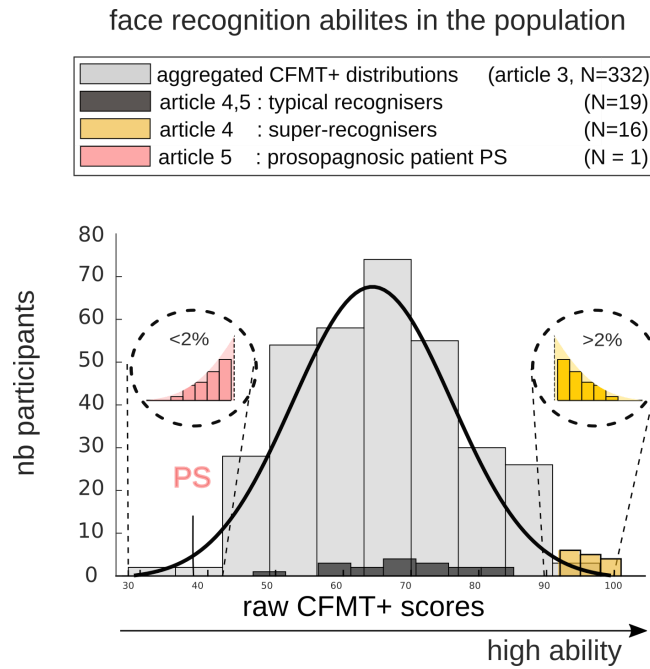 face recognition abilites in the population
aggregated CFMT+ distributions (article 3, N=332)
article 4,5 : typical recognisers (N=19)
article 4 : super-recognisers (N=16)
article 5 : prosopagnosic patient PS (N = 1)
80
70
60
50
40
30
20
10
0
nb participants
<2%
>2%
PS
30 40 50 60 70 80 90 100
raw CFMT+ scores
high ability